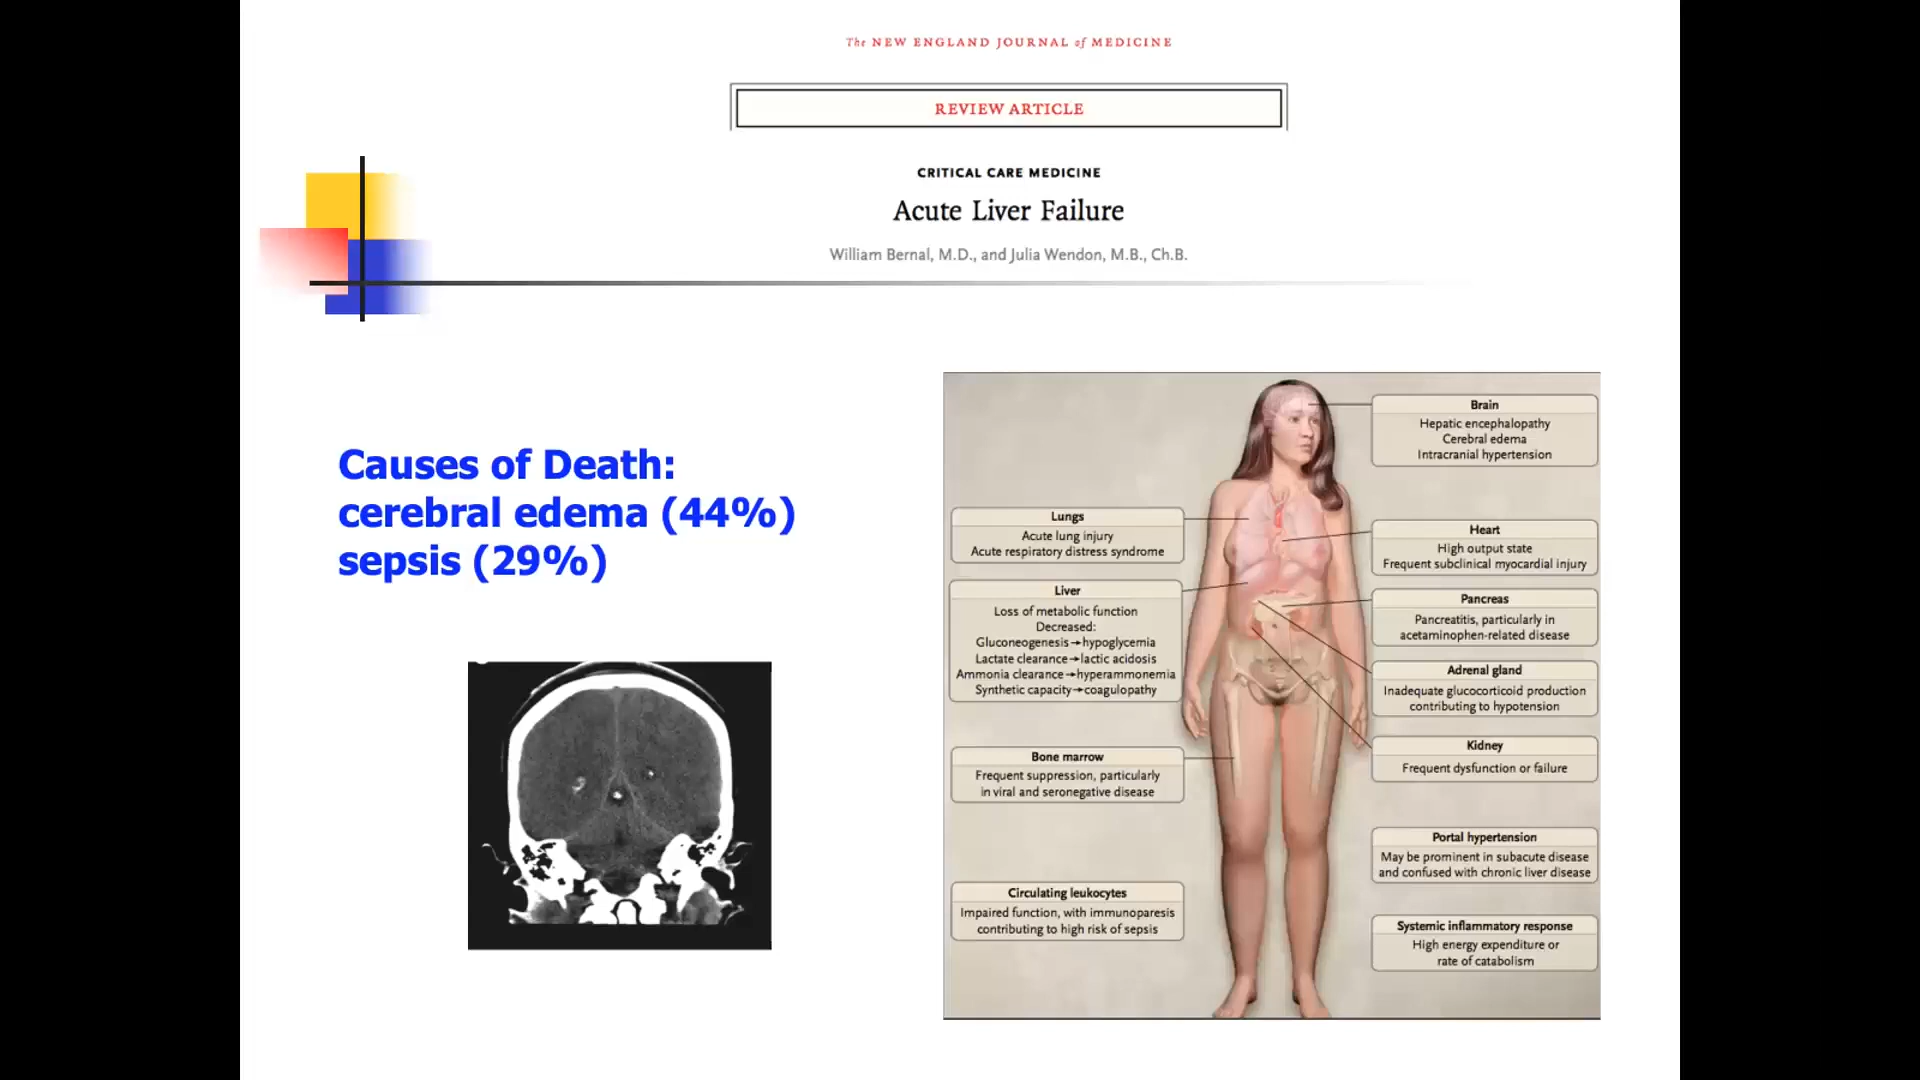 The NEW ENGLAND JOURNAL of MEDICINE
REVIEW ARTICLE
CRITICAL CARE MEDICINE
Acute Liver Failure
William Bernal, M.D., and Julia Wendon, M.B., Ch.B.
Causes of Death:
cerebral edema (44%)
sepsis (29%)
Lungs
Acute lung injury
Acute respiratory distress syndrome
Liver
Loss of metabolic function
Decreased:
Gluconeogenesis→hypoglycemia
Lactate clearance→lactic acidosis
Ammonia clearance→hyperammonemia
Synthetic capacity→coagulopathy
Bone marrow
Frequent suppression, particularly
in viral and seronegative disease
Circulating leukocytes
Impaired function, with immunoparesis
contributing to high risk of sepsis
Brain
Hepatic encephalopathy
Cerebral edema
Intracranial hypertension
Heart
High output state
Frequent subclinical myocardial injury
Pancreas
Pancreatitis, particularly in
acetaminophen-related disease
Adrenal gland
Inadequate glucocorticoid production
contributing to hypotension
Kidney
Frequent dysfunction or failure
Portal hypertension
May be prominent in subacute disease
and confused with chronic liver disease
Systemic inflammatory response
High energy expenditure or
rate of catabolism